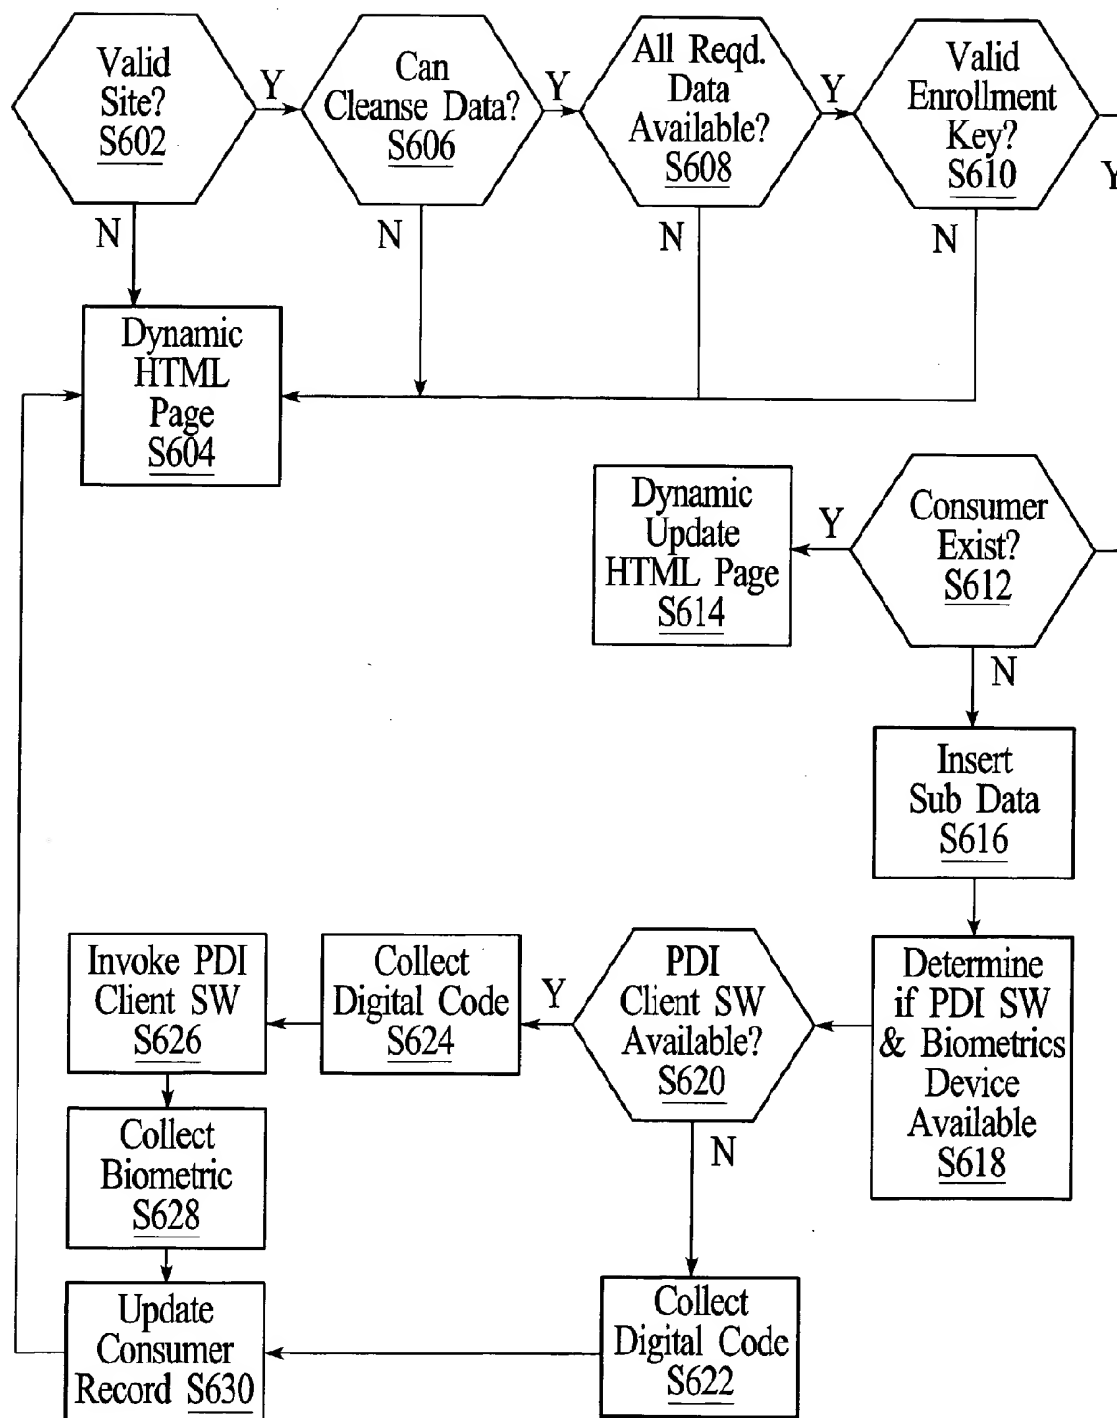 Valid
Site?
S602
Y
Can
Cleanse Data?
S606
Y
All Reqd.
Data
Available?
S608
Y
Valid
Enrollment
Key?
S610
Y
N
N
N
N
Dynamic
HTML
Page
S604
Dynamic
Update
HTML Page
S614
Y
Consumer
Exist?
S612
N
Insert
Sub Data
S616
Invoke PDI
Client SW
S626
Collect
Digital Code
S624
Y
PDI
Client SW
Available?
S620
Determine
if PDI SW
& Biometrics
Device
Available
S618
N
Collect
Biometric
S628
Update
Consumer
Record S630
Collect
Digital Code
S622